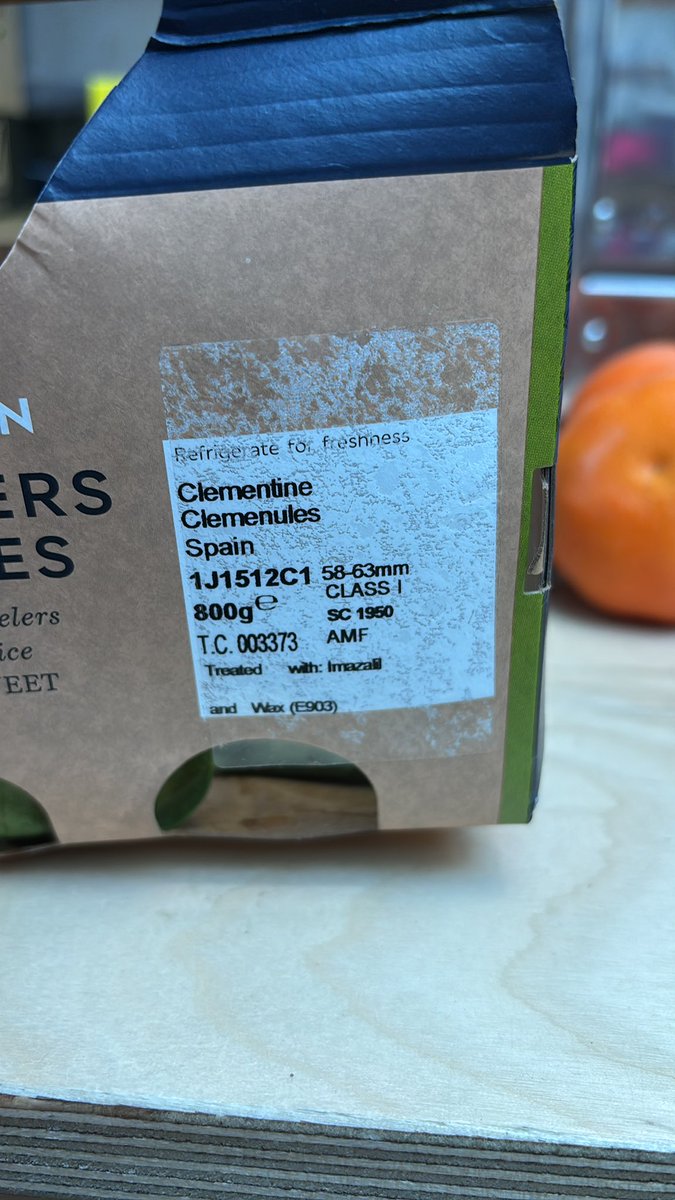 N
ERS
ES
elers
ice
EET
Refrigerate for freshness
Clementine
Clemenules
Spain
1J1512C1 58-63mm
CLASS I
800g℮ SC 1950
T.C. 003373 AMF
Treated with:
and Wax (E903)